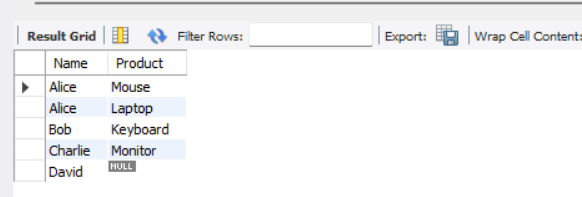 Result Grid Filter Rows: Export: Wrap Cell Content:
Name Product
Alice Mouse
Alice Laptop
Bob Keyboard
Charlie Monitor
David NULL